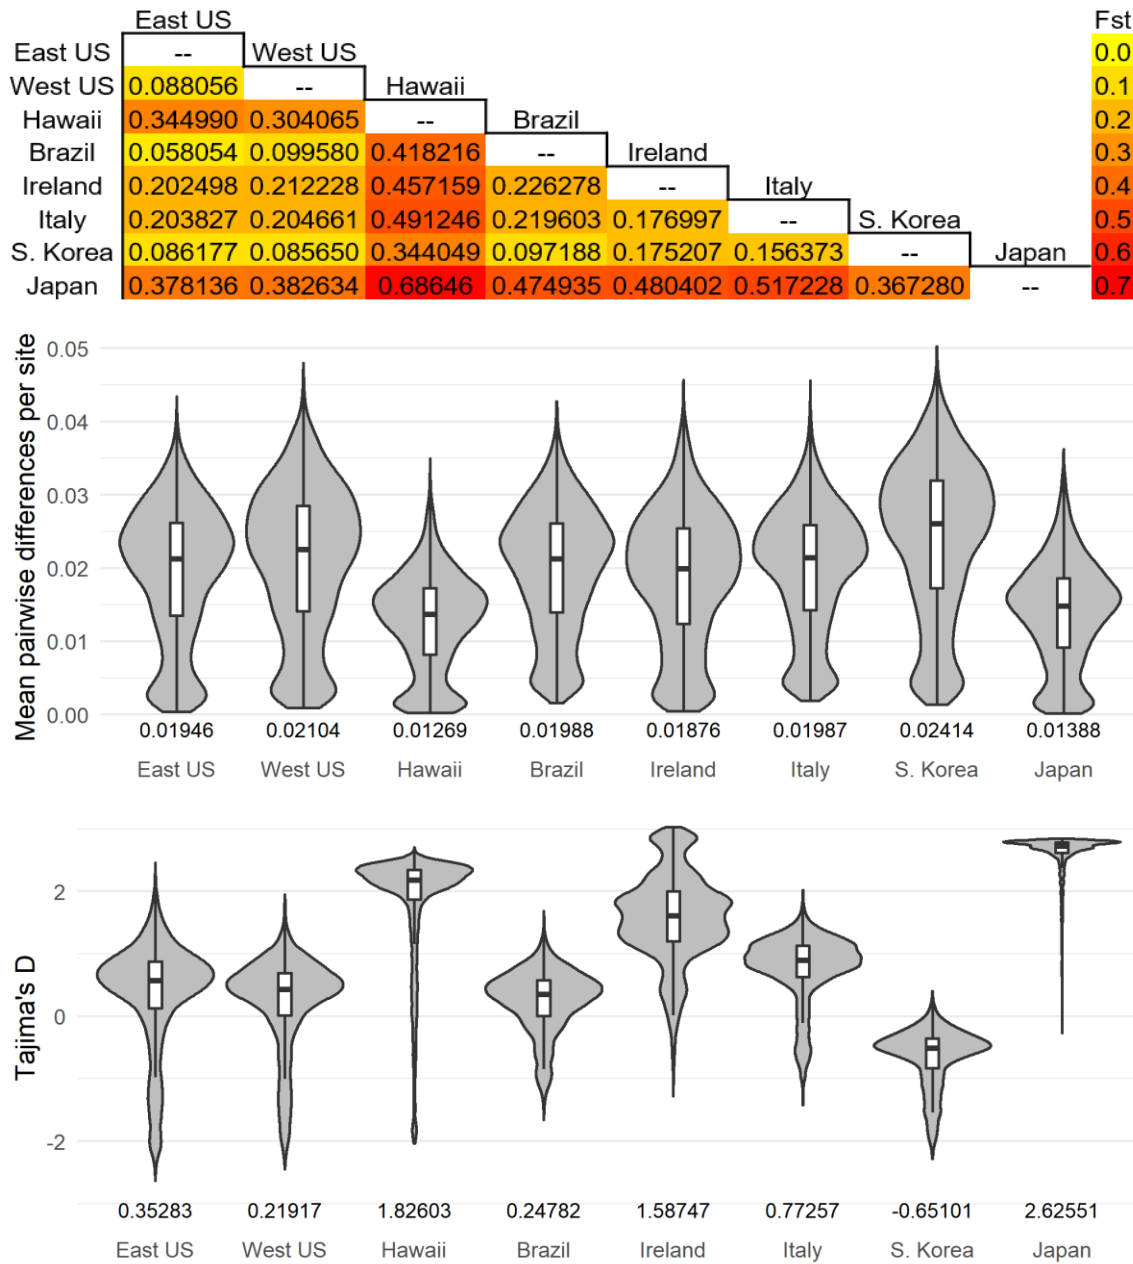 East US Fst
East US -- West US 0.0
West US 0.088056 -- Hawaii 0.1
Hawaii 0.344990 0.304065 -- Brazil 0.2
Brazil 0.058054 0.099580 0.418216 -- Ireland 0.3
Ireland 0.202498 0.212228 0.457159 0.226278 -- Italy 0.4
Italy 0.203827 0.204661 0.491246 0.219603 0.176997 -- S. Korea 0.5
S. Korea 0.086177 0.085650 0.344049 0.097188 0.175207 0.156373 -- Japan 0.6
Japan 0.378136 0.382634 0.68646 0.474935 0.480402 0.517228 0.367280 -- 0.7
Mean pairwise differences per site
0.05
0.04
0.03
0.02
0.01
0.00
0.01946 0.02104 0.01269 0.01988 0.01876 0.01987 0.02414 0.01388
East US West US Hawaii Brazil Ireland Italy S. Korea Japan
Tajima's D
2
0
-2
0.35283 0.21917 1.82603 0.24782 1.58747 0.77257 -0.65101 2.62551
East US West US Hawaii Brazil Ireland Italy S. Korea Japan